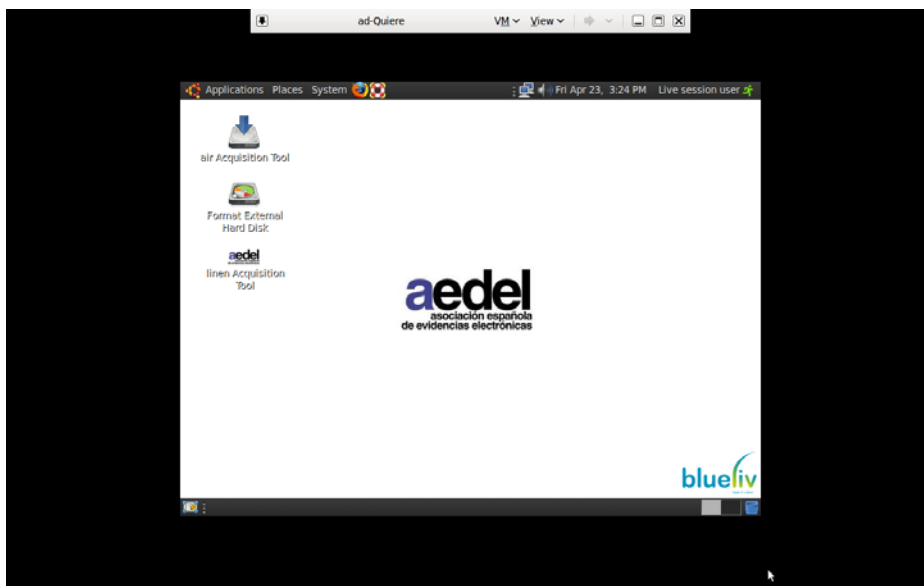 ad-Quiere
VM
View
Applications Places System
Fri Apr 23, 3:24 PM Live session user
air Acquisition Tool
Format External
Hard Disk
aedel
linen Acquisition
Tool
aedel
asociación española
de evidencias electrónicas
blueliv